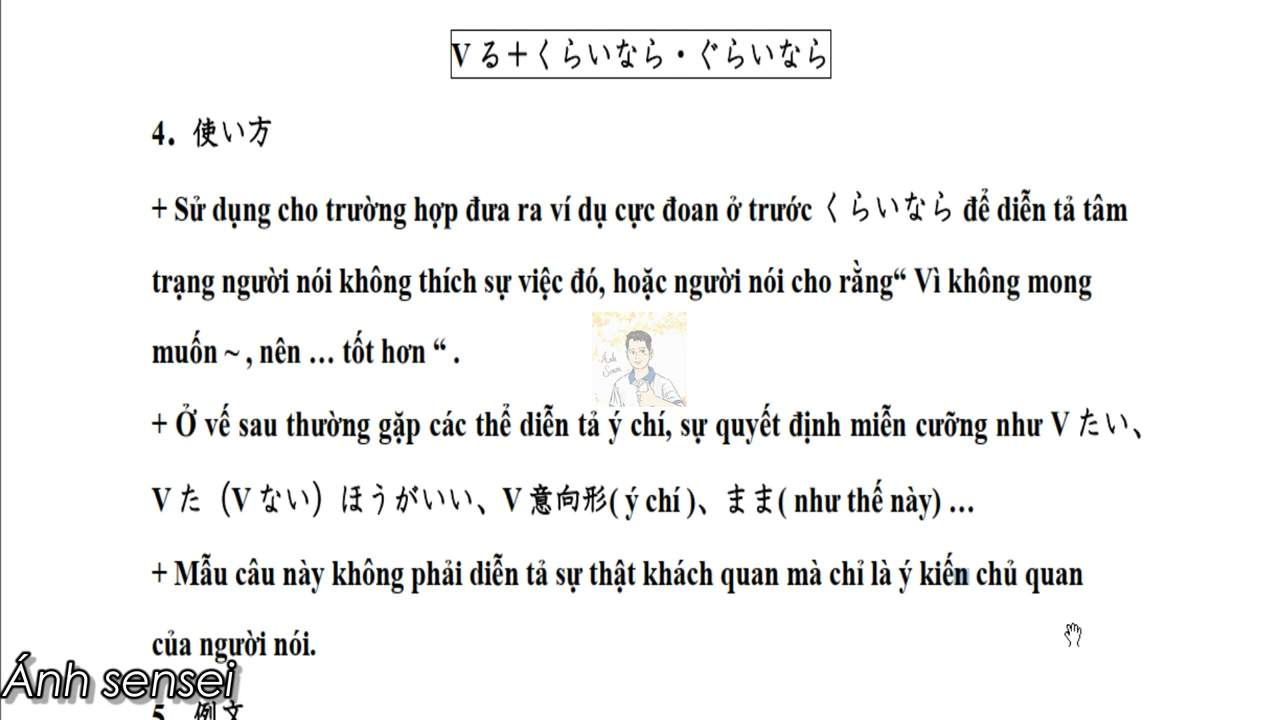 V る＋くらいなら・ぐらいなら
4. 使い方
+ Sử dụng cho trường hợp đưa ra ví dụ cực đoan ở trước くらいなら để diễn tả tâm
trạng người nói không thích sự việc đó, hoặc người nói cho rằng“ Vì không mong
muốn ~ , nên … tốt hơn “ .
Ánh
Sensei
+ Ở vế sau thường gặp các thể diễn tả ý chí, sự quyết định miễn cưỡng như V たい、
V た（V ない）ほうがいい、V 意向形( ý chí )、まま( như thế này) …
+ Mẫu câu này không phải diễn tả sự thật khách quan mà chỉ là ý kiến chủ quan
của người nói.
Ánh sensei
5. 例文